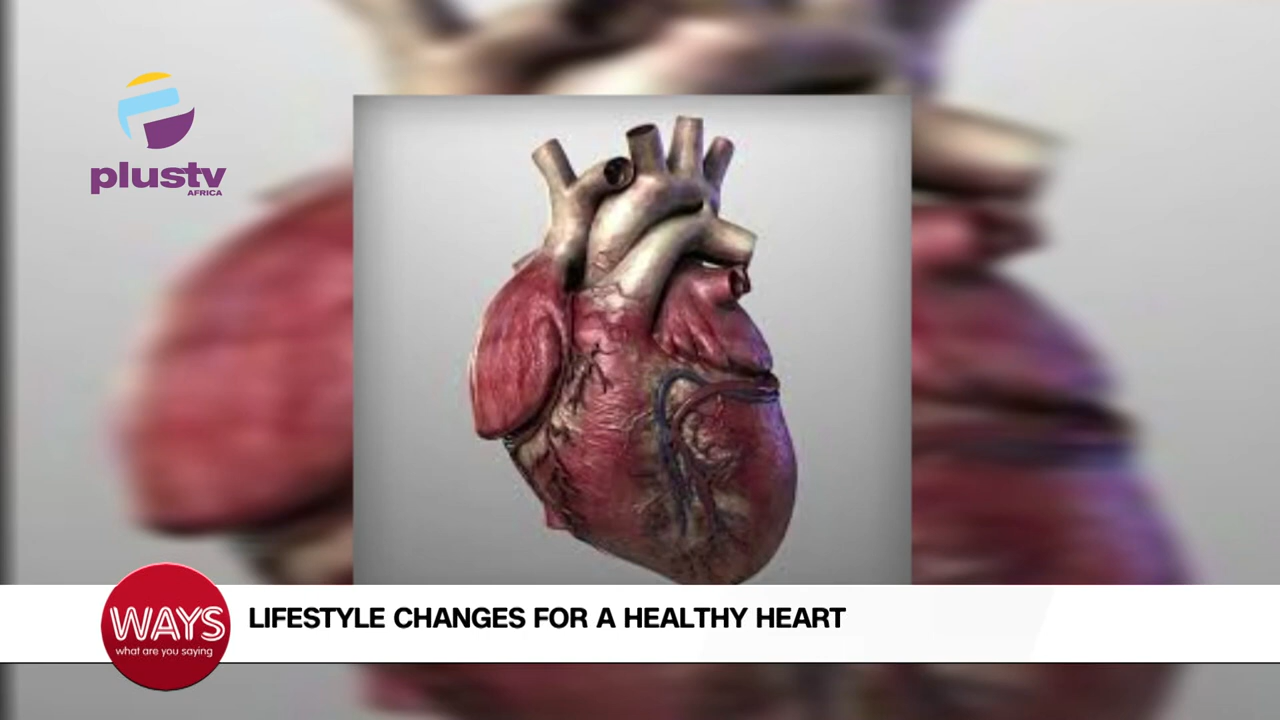 plustv
AFRICA
LIFESTYLE CHANGES FOR A HEALTHY HEART
WAYS
what are you saying